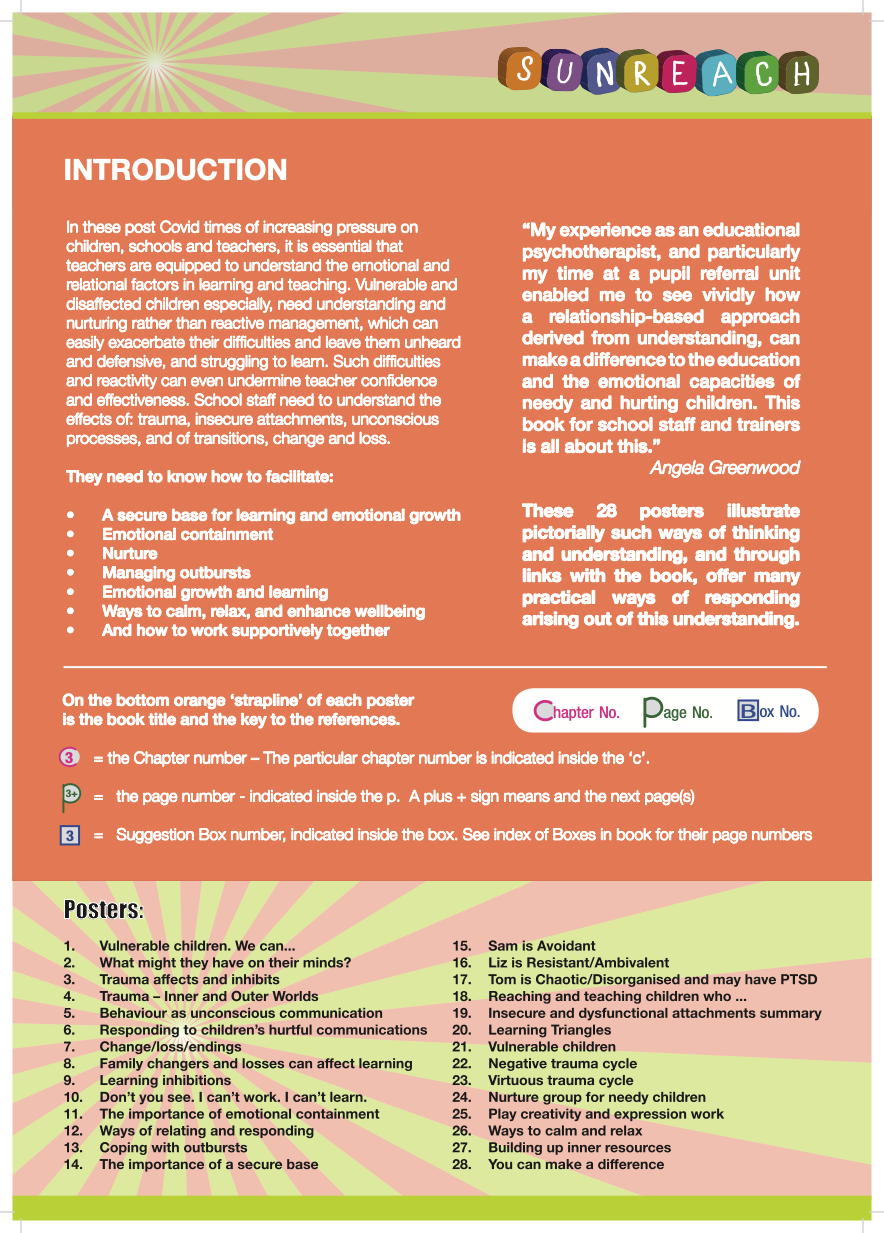 SUNREACH
INTRODUCTION
In these post Covid times of increasing pressure on
children, schools and teachers, it is essential that
teachers are equipped to understand the emotional and
relational factors in learning and teaching. Vulnerable and
disaffected children especially, need understanding and
nurturing rather than reactive management, which can
easily exacerbate their difficulties and leave them unheard
and defensive, and struggling to learn. Such difficulties
and reactivity can even undermine teacher confidence
and effectiveness. School staff need to understand the
effects of: trauma, insecure attachments, unconscious
processes, and of transitions, change and loss.
They need to know how to facilitate:
• A secure base for learning and emotional growth
• Emotional containment
• Nurture
• Managing outbursts
• Emotional growth and learning
• Ways to calm, relax, and enhance wellbeing
• And how to work supportively together
“My experience as an educational
psychotherapist, and particularly
my time at a pupil referral unit
enabled me to see vividly how
a relationship-based approach
derived from understanding, can
make a difference to the education
and the emotional capacities of
needy and hurting children. This
book for school staff and trainers
is all about this.”
Angela Greenwood
These 28 posters illustrate
pictorially such ways of thinking
and understanding, and through
links with the book, offer many
practical ways of responding
arising out of this understanding.
On the bottom orange ‘strapline’ of each poster
is the book title and the key to the references.
Chapter No. Page No. Box No.
3 = the Chapter number – The particular chapter number is indicated inside the ‘c’.
3+ = the page number - indicated inside the p. A plus + sign means and the next page(s)
3 = Suggestion Box number, indicated inside the box. See index of Boxes in book for their page numbers
Posters:
1. Vulnerable children. We can...
2. What might they have on their minds?
3. Trauma affects and inhibits
4. Trauma – Inner and Outer Worlds
5. Behaviour as unconscious communication
6. Responding to children’s hurtful communications
7. Change/loss/endings
8. Family changers and losses can affect learning
9. Learning inhibitions
10. Don’t you see. I can’t work. I can’t learn.
11. The importance of emotional containment
12. Ways of relating and responding
13. Coping with outbursts
14. The importance of a secure base
15. Sam is Avoidant
16. Liz is Resistant/Ambivalent
17. Tom is Chaotic/Disorganised and may have PTSD
18. Reaching and teaching children who ...
19. Insecure and dysfunctional attachments summary
20. Learning Triangles
21. Vulnerable children
22. Negative trauma cycle
23. Virtuous trauma cycle
24. Nurture group for needy children
25. Play creativity and expression work
26. Ways to calm and relax
27. Building up inner resources
28. You can make a difference